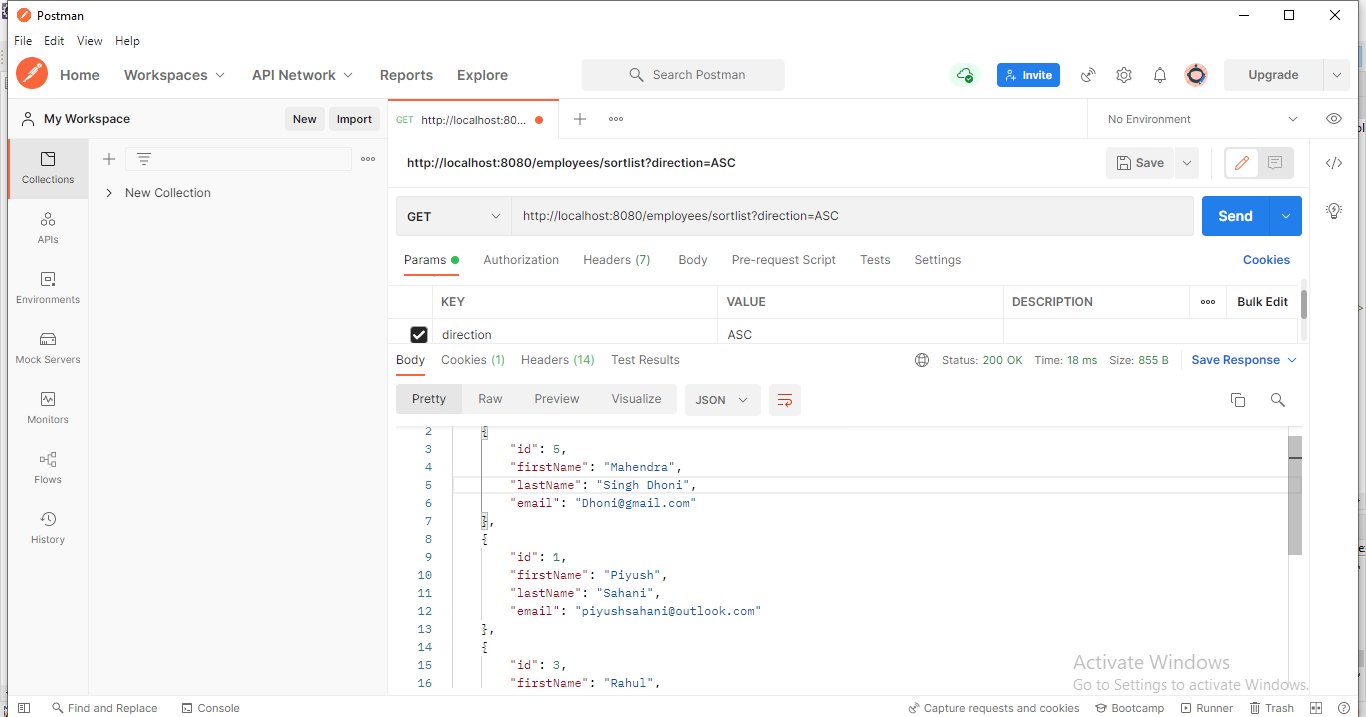 Postman
File Edit View Help
Home Workspaces API Network Reports Explore Search Postman Invite Upgrade
My Workspace New Import GET http://localhost:80... No Environment
Collections
New Collection
http://localhost:8080/employees/sortlist?direction=ASC Save
APIs
GET http://localhost:8080/employees/sortlist?direction=ASC Send
Params Authorization Headers (7) Body Pre-request Script Tests Settings Cookies
Environments
KEY VALUE DESCRIPTION Bulk Edit
direction ASC
Mock Servers
Body Cookies (1) Headers (14) Test Results Status: 200 OK Time: 18 ms Size: 855 B Save Response
Monitors
Pretty Raw Preview Visualize JSON
Flows
History
2 {
3 "id": 5,
4 "firstName": "Mahendra",
5 "lastName": "Singh Dhoni",
6 "email": "Dhoni@gmail.com"
7 },
8 {
9 "id": 1,
10 "firstName": "Piyush",
11 "lastName": "Sahani",
12 "email": "piyushsahani@outlook.com"
13 },
14 {
15 "id": 3,
16 "firstName": "Rahul",
Activate Windows
Go to Settings to activate Windows.
Find and Replace Console Capture requests and cookies Bootcamp Runner Trash